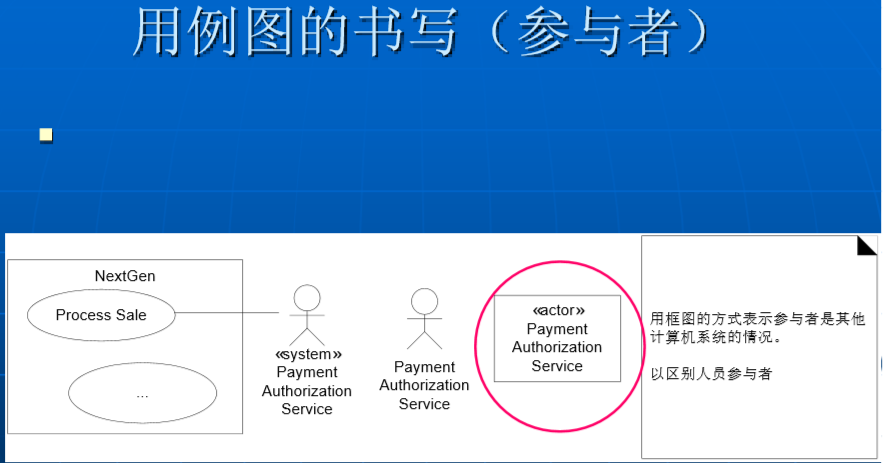 用例图的书写（参与者）
NextGen
Process Sale
...
«system»
Payment
Authorization
Service
Payment
Authorization
Service
«actor»
Payment
Authorization
Service
用框图的方式表示参与者是其他
计算机系统的情况。
以区别人员参与者